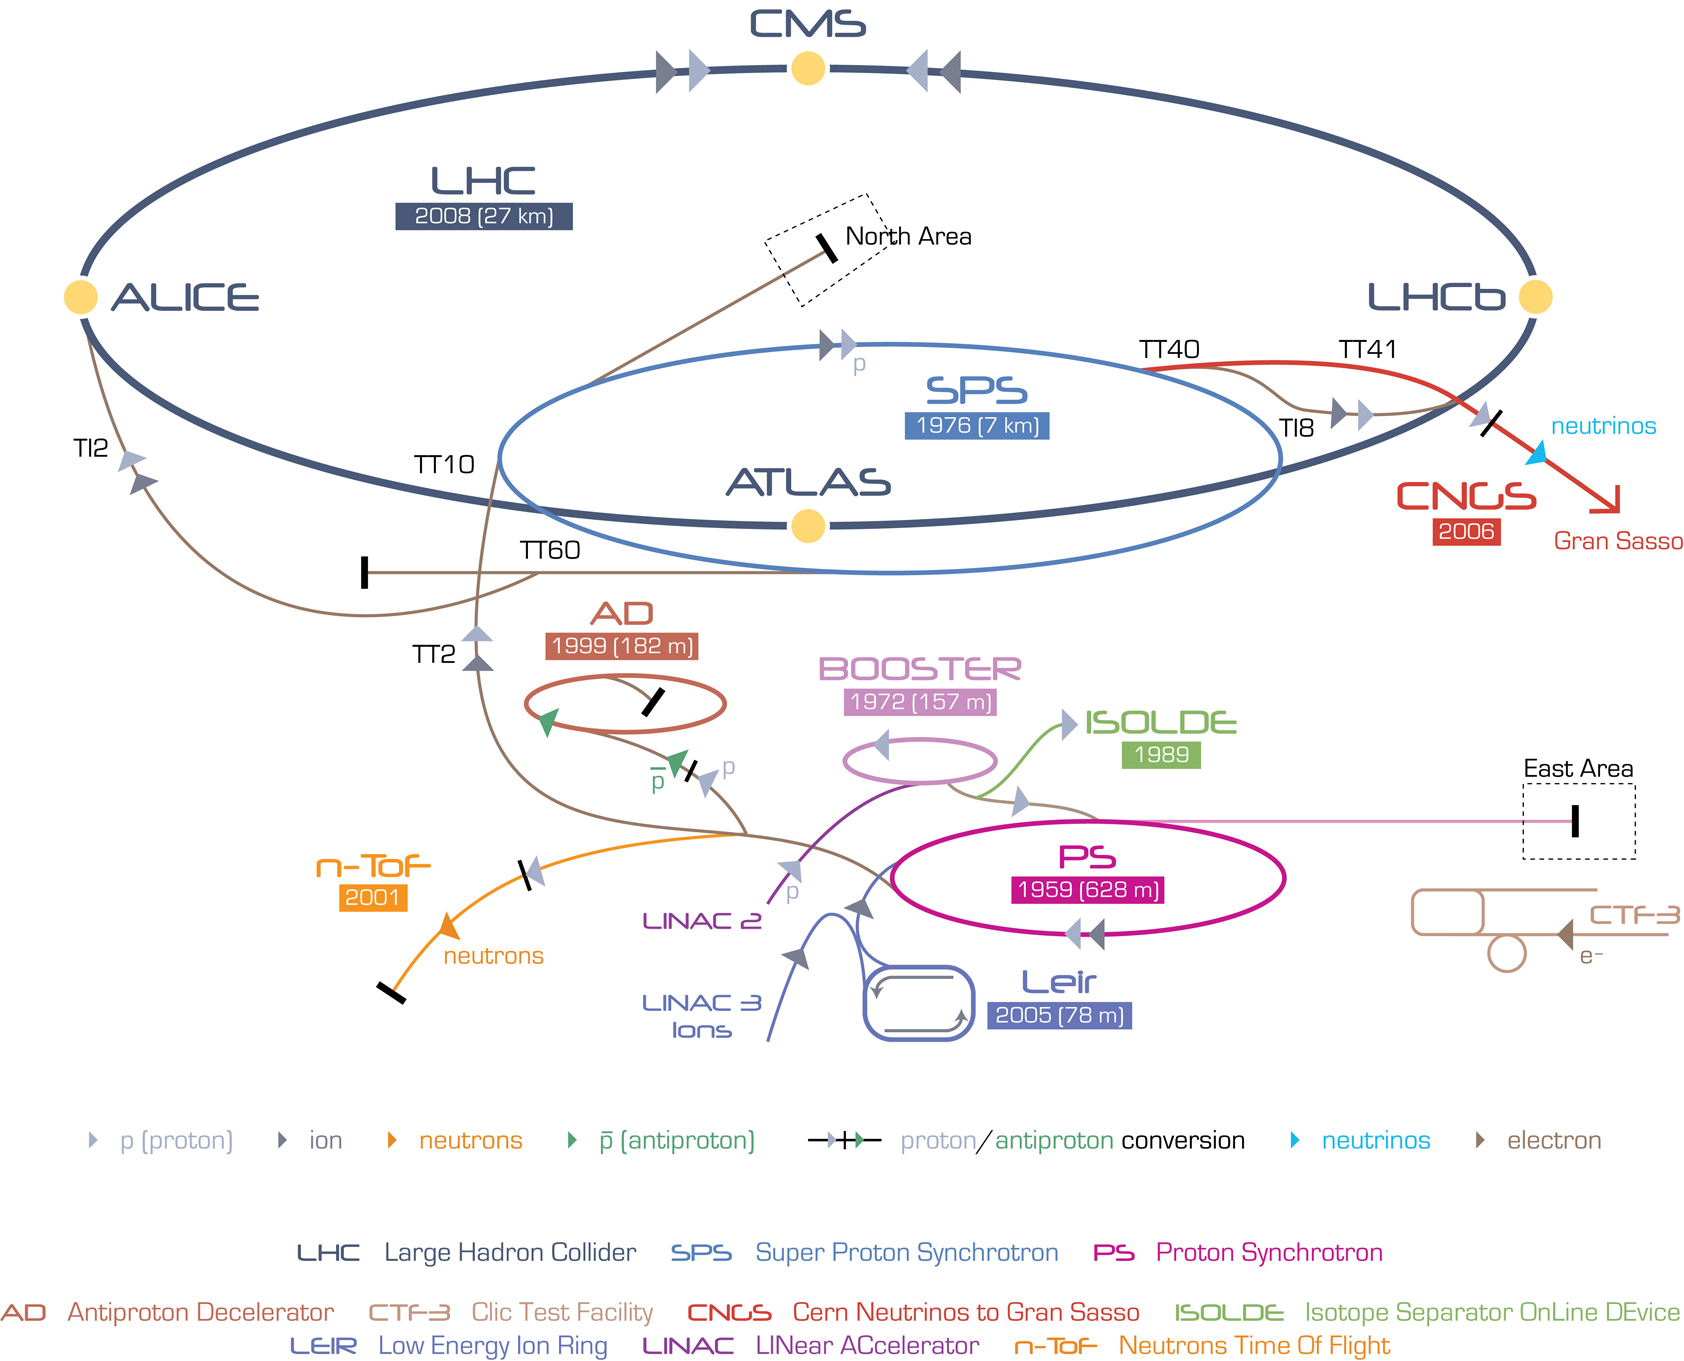 CMS
LHC
2008 (27 km)
North Area
ALICE
LHCb
p
TT40
TT41
SPS
1976 (7 km)
TI8
neutrinos
TI2
TT10
ATLAS
CNGS
2006
Gran Sasso
TT60
AD
1999 (182 m)
TT2
BOOSTER
1972 (157 m)
ISOLDE
1989
p̅
p
East Area
n-ToF
2001
PS
1959 (628 m)
p
LINAC 2
neutrons
CTF3
e⁻
LINAC 3
Ions
Leir
2005 (78 m)
p (proton) ion neutrons p̅ (antiproton) proton/antiproton conversion neutrinos electron
LHC Large Hadron Collider SPS Super Proton Synchrotron PS Proton Synchrotron
AD Antiproton Decelerator CTF3 Clic Test Facility CNGS Cern Neutrinos to Gran Sasso ISOLDE Isotope Separator OnLine DEvice
LEIR Low Energy Ion Ring LINAC LINear ACcelerator n-ToF Neutrons Time Of Flight